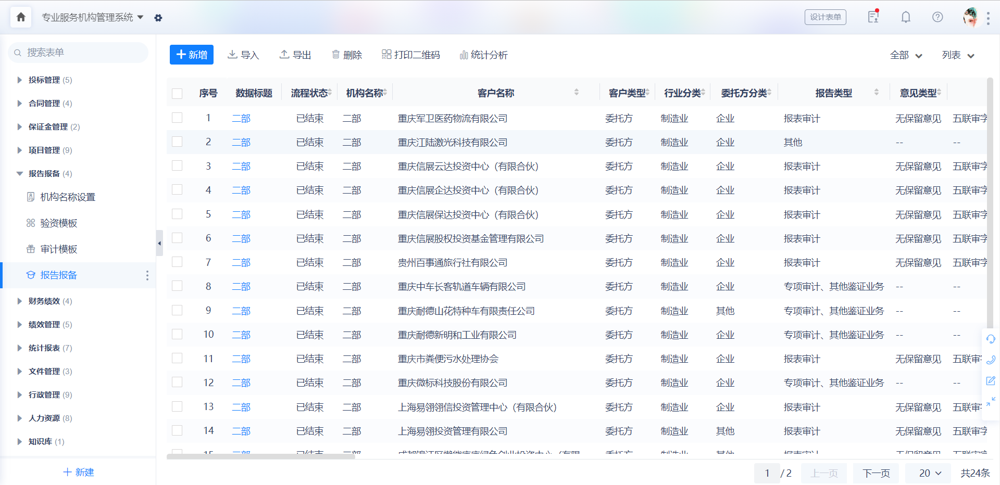 专业服务机构管理系统
设计表单
搜索表单
投标管理 (5)
合同管理 (4)
保证金管理 (2)
项目管理 (9)
报告报备 (4)
机构名称设置
验资模板
审计模板
报告报备
财务绩效 (4)
绩效管理 (5)
统计报表 (7)
文件管理 (3)
行政管理 (9)
人力资源 (8)
知识库 (1)
新建
新增 导入 导出 删除 打印二维码 统计分析 全部 列表
序号 数据标题 流程状态 机构名称 客户名称 客户类型 行业分类 委托方分类 报告类型 意见类型
1 二部 已结束 二部 重庆军卫医药物流有限公司 委托方 制造业 企业 报表审计 无保留意见 五联审字
2 二部 已结束 二部 重庆江陆激光科技有限公司 委托方 制造业 企业 其他 -- --
3 二部 已结束 二部 重庆信展云达投资中心（有限合伙） 委托方 制造业 企业 报表审计 无保留意见 五联审字
4 二部 已结束 二部 重庆信展企达投资中心（有限合伙） 委托方 制造业 企业 报表审计 无保留意见 五联审字
5 二部 已结束 二部 重庆信展保达投资中心（有限合伙） 委托方 制造业 企业 报表审计 无保留意见 五联审字
6 二部 已结束 二部 重庆信展股权投资基金管理有限公司 委托方 制造业 企业 报表审计 无保留意见 五联审字
7 二部 已结束 二部 贵州百事通旅行社有限公司 委托方 制造业 企业 报表审计 无保留意见 五联审字
8 二部 已结束 二部 重庆中车长客轨道车辆有限公司 委托方 制造业 企业 专项审计、其他鉴证业务 -- --
9 二部 已结束 二部 重庆耐德山花特种车有限责任公司 委托方 制造业 其他 专项审计、其他鉴证业务 -- --
10 二部 已结束 二部 重庆耐德新明和工业有限公司 委托方 制造业 企业 专项审计、其他鉴证业务 -- --
11 二部 已结束 二部 重庆市粪便污水处理协会 委托方 制造业 企业 报表审计 无保留意见 五联审字
12 二部 已结束 二部 重庆微标科技股份有限公司 委托方 制造业 企业 专项审计、其他鉴证业务 -- --
13 二部 已结束 二部 上海易翎翎信投资管理中心（有限合伙） 委托方 制造业 企业 报表审计 无保留意见 五联审字
14 二部 已结束 二部 上海易翎投资管理有限公司 委托方 制造业 其他 报表审计 无保留意见 五联审字
15 二部 已结束 二部 委托方 制造业 其他 报表审计 无保留意见 五联审字
1 / 2 上一页 下一页 20 共24条